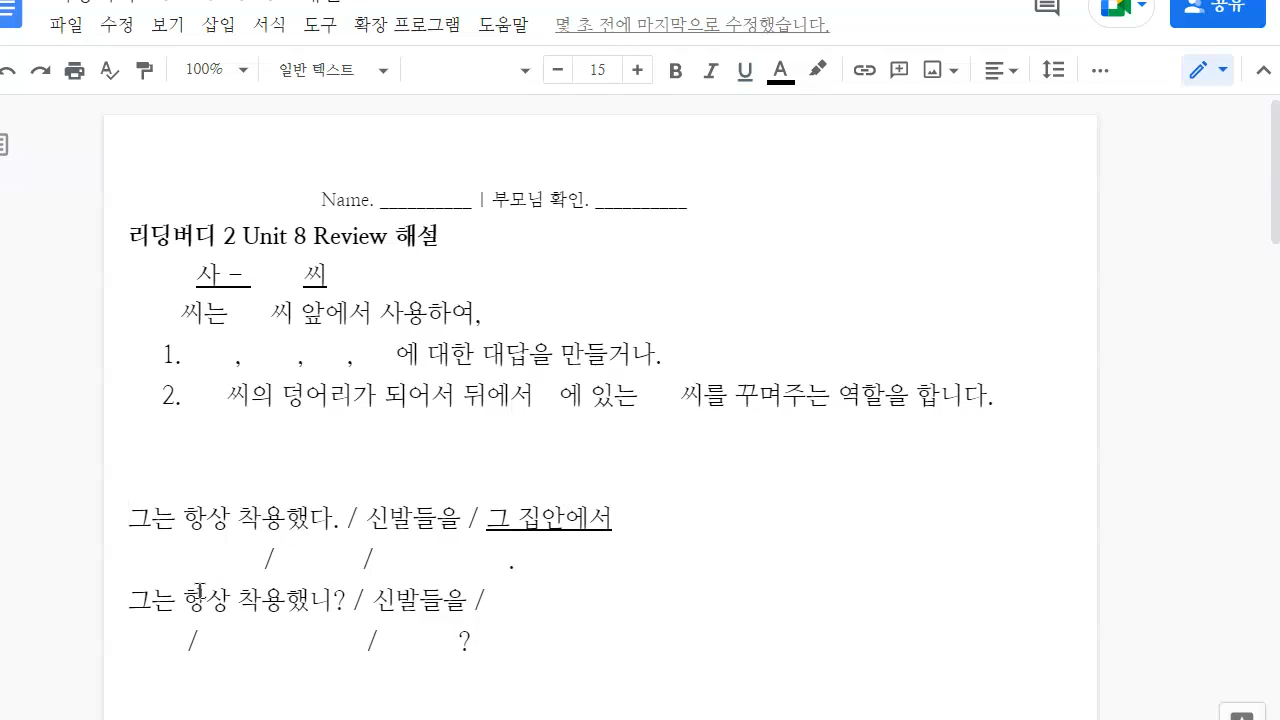 파일 수정 보기 삽입 서식 도구 확장 프로그램 도움말 몇 초 전에 마지막으로 수정했습니다.
공유
100% 일반 텍스트 − 15 + B I U A ...
Name. __________ | 부모님 확인. __________
리딩버디 2 Unit 8 Review 해설
사 - 씨
씨는 씨 앞에서 사용하여,
1. , , , 에 대한 대답을 만들거나.
2. 씨의 덩어리가 되어서 뒤에서 에 있는 씨를 꾸며주는 역할을 합니다.
그는 항상 착용했다. / 신발들을 / 그 집안에서
/ / .
그는 항상 착용했니? / 신발들을 /
/ / ?